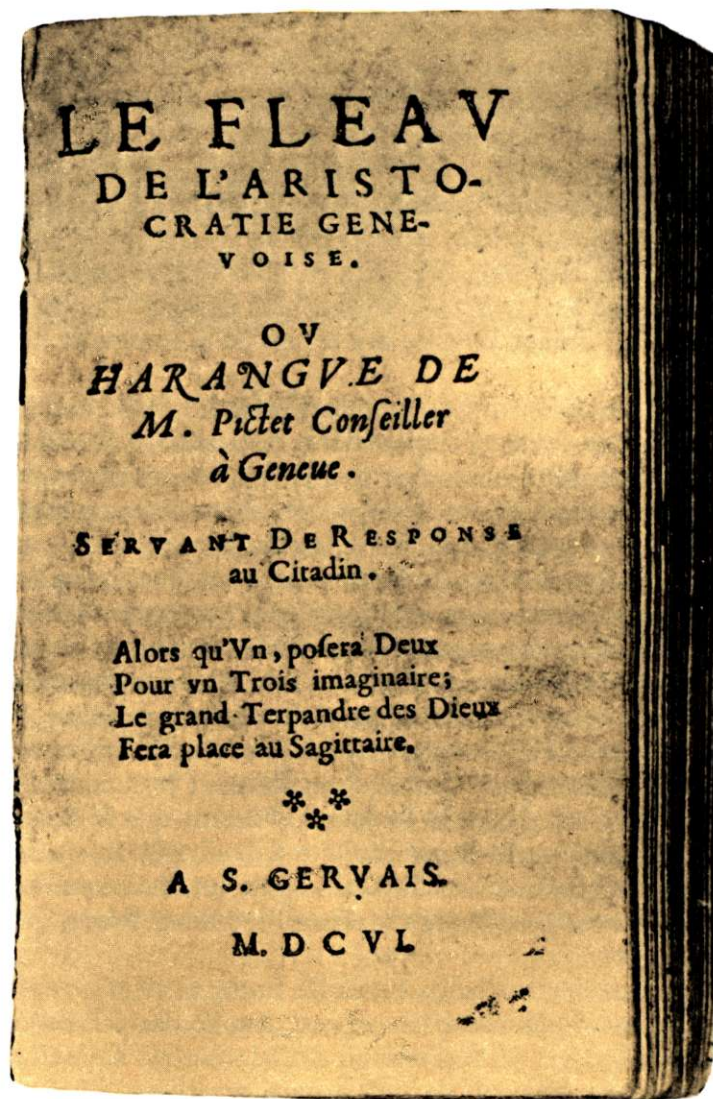 LE FLEAV
DE L'ARISTO-
CRATIE GENE-
VOISE.
OV
HARANGVE DE
M. Pictet Conſeiller
à Geneue.
SERVANT DE RESPONSE
au Citadin.
Alors qu'Vn, poſera Deux
Pour vn Trois imaginaire;
Le grand Terpandre des Dieux
Fera place au Sagittaire.
A S. GERVAIS.
M. D C VI.